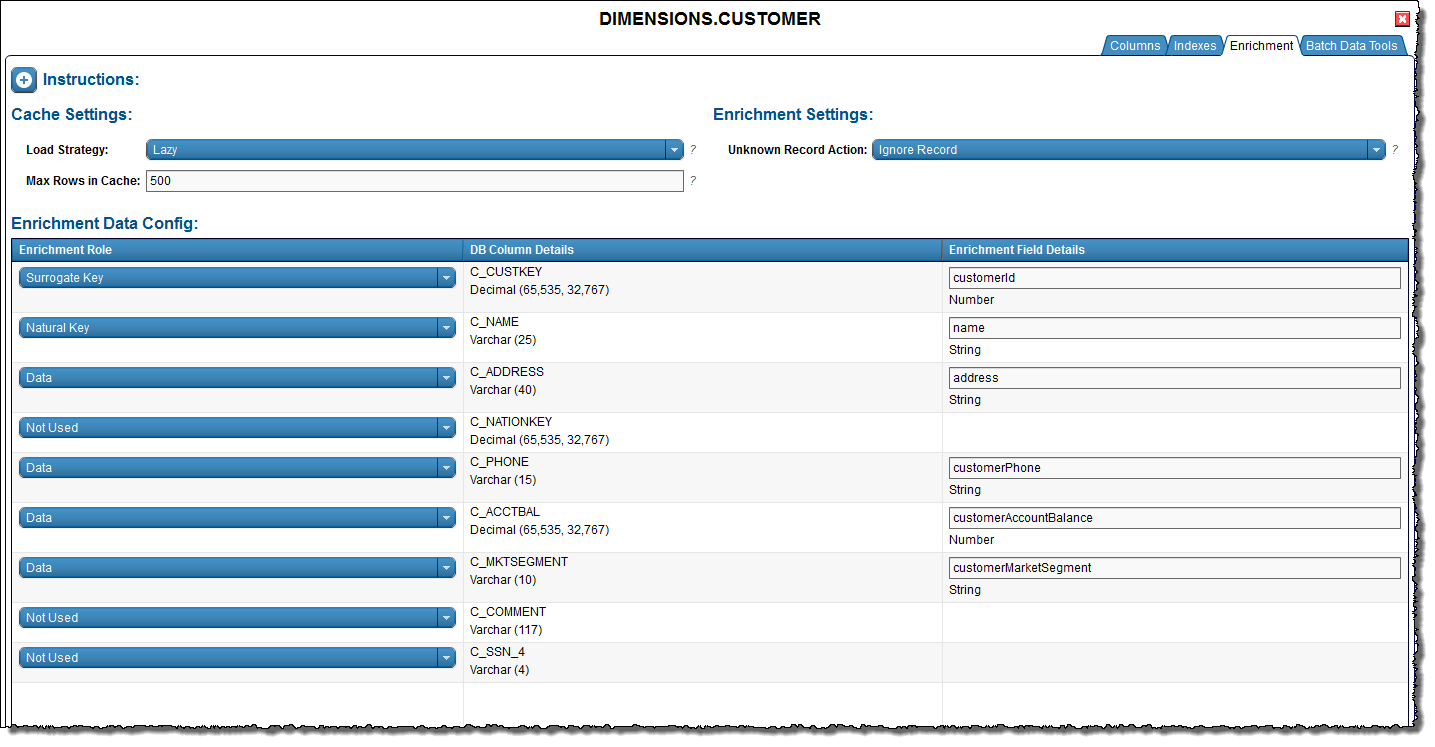 DIMENSIONS.CUSTOMER
Columns Indexes Enrichment Batch Data Tools
Instructions:
Cache Settings: Enrichment Settings:
Load Strategy: Lazy ? Unknown Record Action: Ignore Record ?
Max Rows in Cache: 500 ?
Enrichment Data Config:
Enrichment Role DB Column Details Enrichment Field Details
Surrogate Key C_CUSTKEY customerId
Decimal (65,535, 32,767) Number
Natural Key C_NAME name
Varchar (25) String
Data C_ADDRESS address
Varchar (40) String
Not Used C_NATIONKEY
Decimal (65,535, 32,767)
Data C_PHONE customerPhone
Varchar (15) String
Data C_ACCTBAL customerAccountBalance
Decimal (65,535, 32,767) Number
Data C_MKTSEGMENT customerMarketSegment
Varchar (10) String
Not Used C_COMMENT
Varchar (117)
Not Used C_SSN_4
Varchar (4)